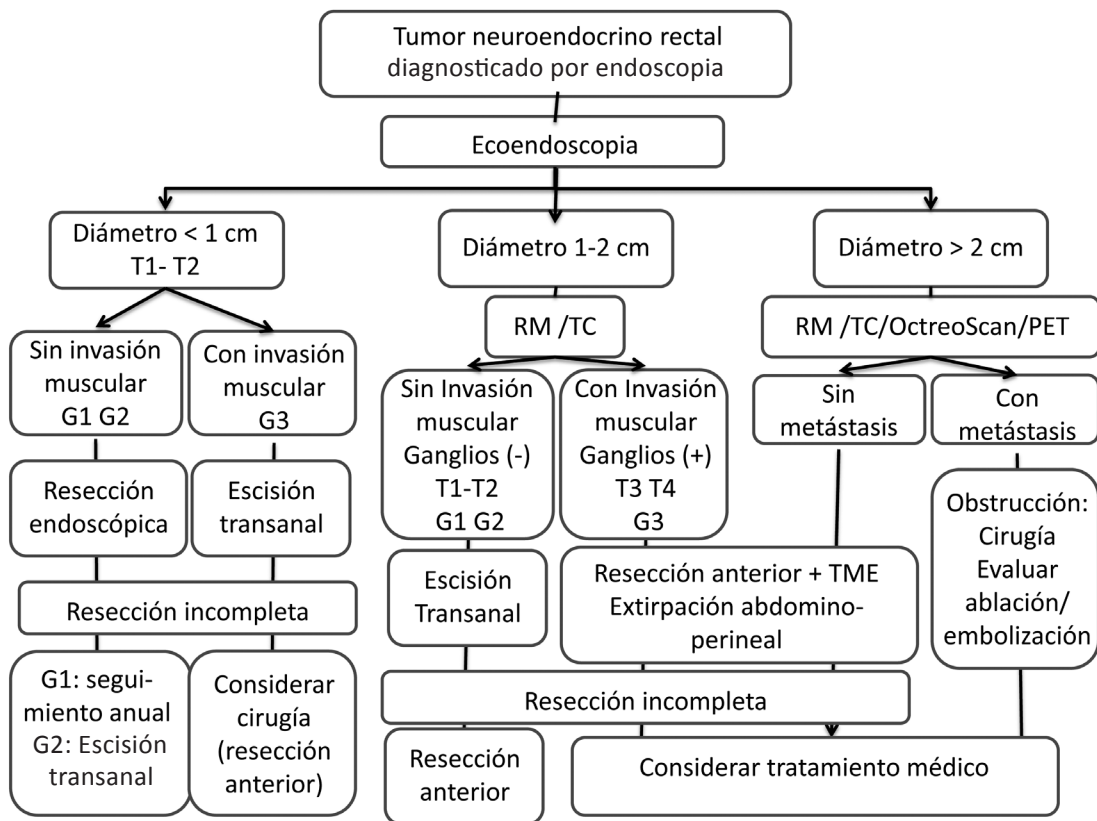 Tumor neuroendocrino rectal
diagnosticado por endoscopia
Ecoendoscopia
Diámetro < 1 cm
T1- T2
Diámetro 1-2 cm
Diámetro > 2 cm
RM /TC
RM /TC/OctreoScan/PET
Sin invasión
muscular
G1 G2
Con invasión
muscular
G3
Sin Invasión
muscular
Ganglios (-)
T1-T2
G1 G2
Con Invasión
muscular
Ganglios (+)
T3 T4
G3
Sin
metástasis
Con
metástasis
Resección
endoscópica
Escisión
transanal
Escisión
Transanal
Resección anterior + TME
Extirpación abdomino-
perineal
Obstrucción:
Cirugía
Evaluar
ablación/
embolización
Resección incompleta
G1: segui-
miento anual
G2: Escisión
transanal
Considerar
cirugía
(resección
anterior)
Resección incompleta
Resección
anterior
Considerar tratamiento médico